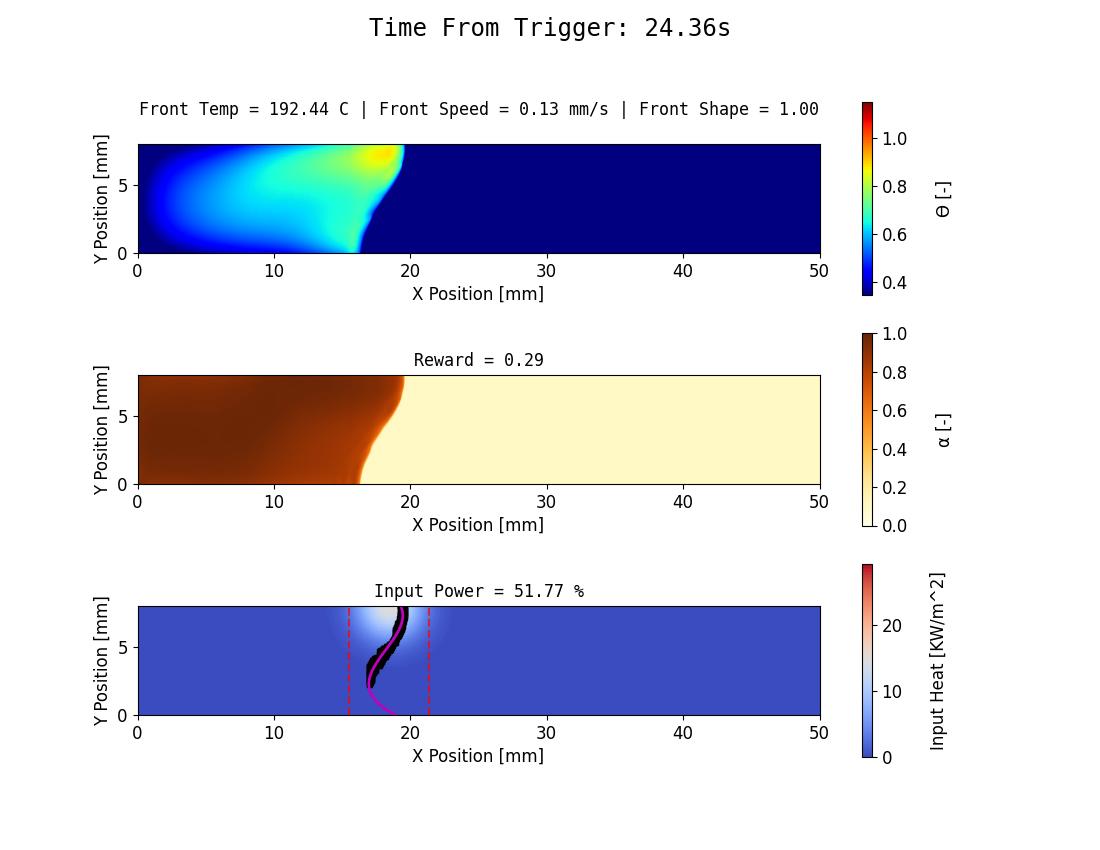 Time From Trigger: 24.36s
Front Temp = 192.44 C | Front Speed = 0.13 mm/s | Front Shape = 1.00
Y Position [mm]
5
0
0 10 20 30 40 50
X Position [mm]
1.0
0.8
0.6
0.4
Θ [-]
Reward = 0.29
Y Position [mm]
5
0
0 10 20 30 40 50
X Position [mm]
1.0
0.8
0.6
0.4
0.2
0.0
α [-]
Input Power = 51.77 %
Y Position [mm]
5
0
0 10 20 30 40 50
X Position [mm]
20
10
0
Input Heat [KW/m^2]